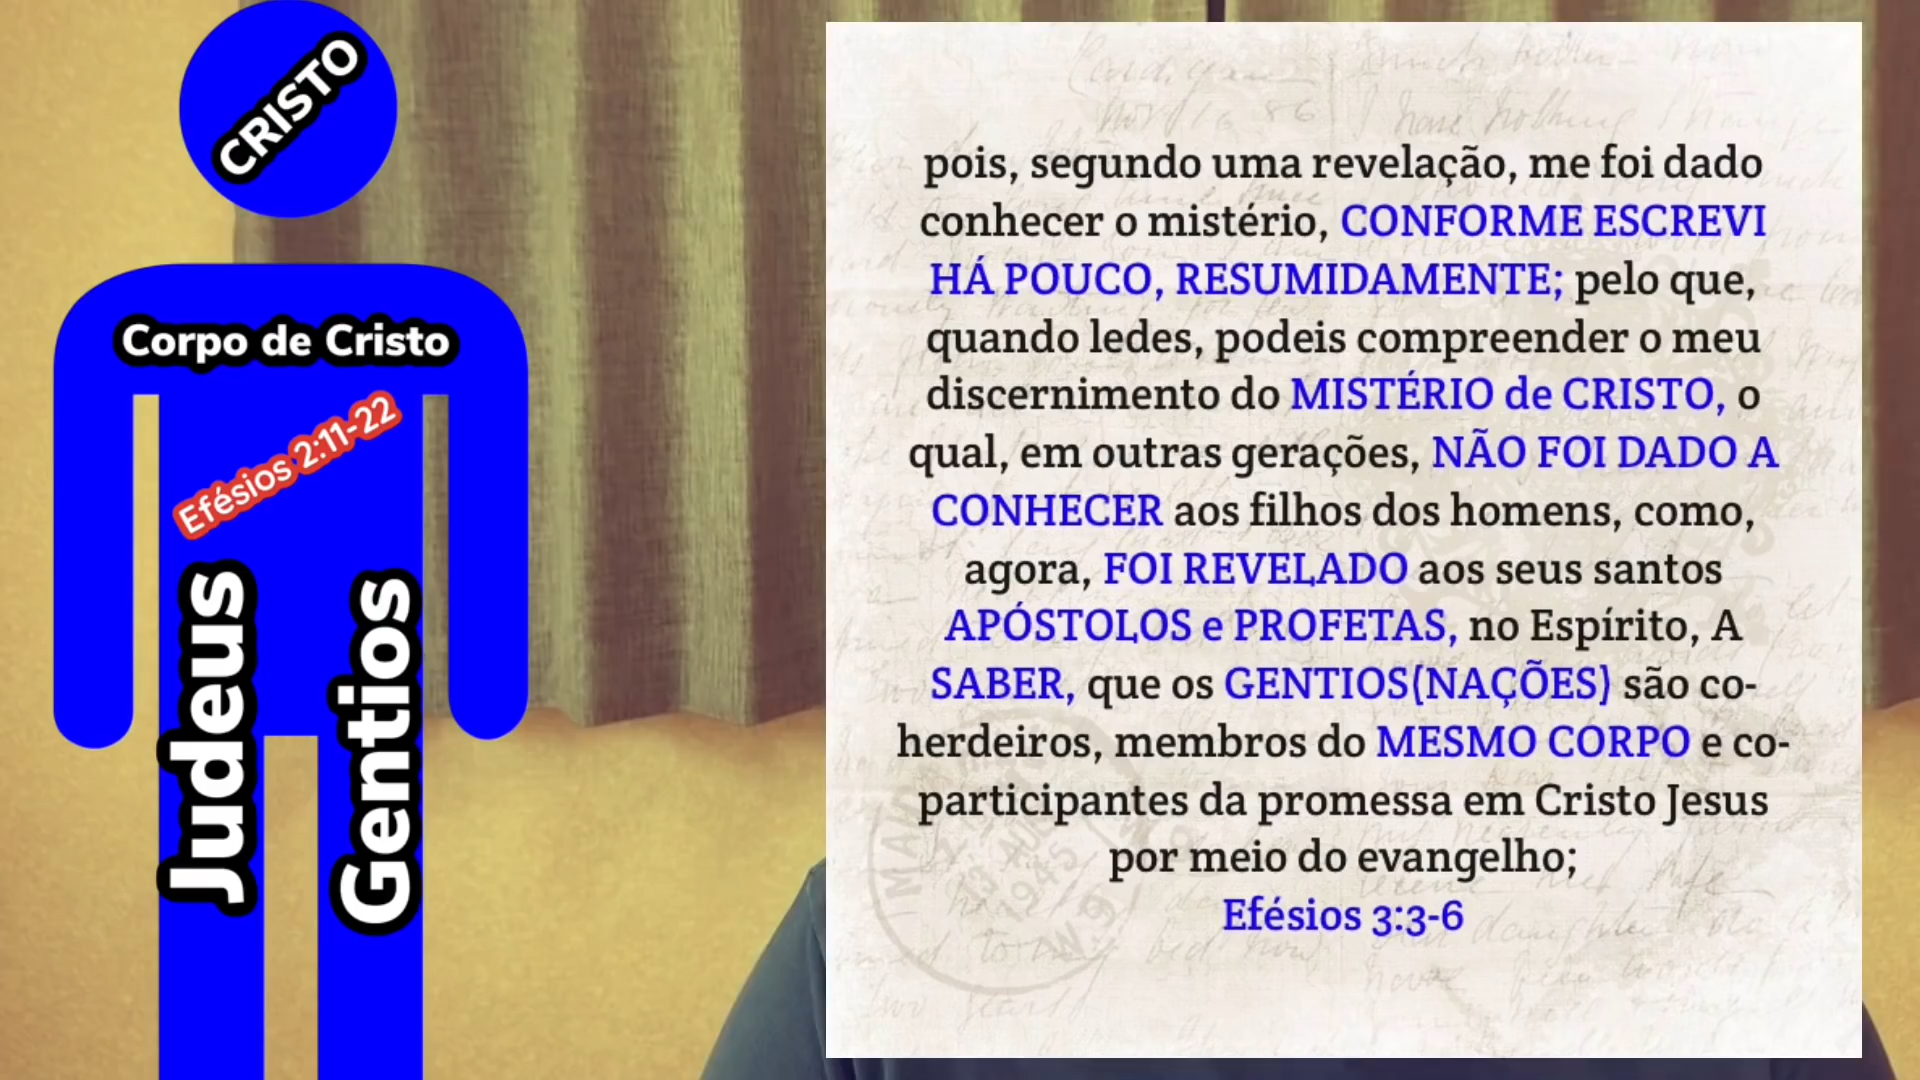 CRISTO
Corpo de Cristo
Efésios 2:11-22
Judeus
Gentios
pois, segundo uma revelação, me foi dado
conhecer o mistério, CONFORME ESCREVI
HÁ POUCO, RESUMIDAMENTE; pelo que,
quando ledes, podeis compreender o meu
discernimento do MISTÉRIO de CRISTO, o
qual, em outras gerações, NÃO FOI DADO A
CONHECER aos filhos dos homens, como,
agora, FOI REVELADO aos seus santos
APÓSTOLOS e PROFETAS, no Espírito, A
SABER, que os GENTIOS(NAÇÕES) são co-
herdeiros, membros do MESMO CORPO e co-
participantes da promessa em Cristo Jesus
por meio do evangelho;
Efésios 3:3-6